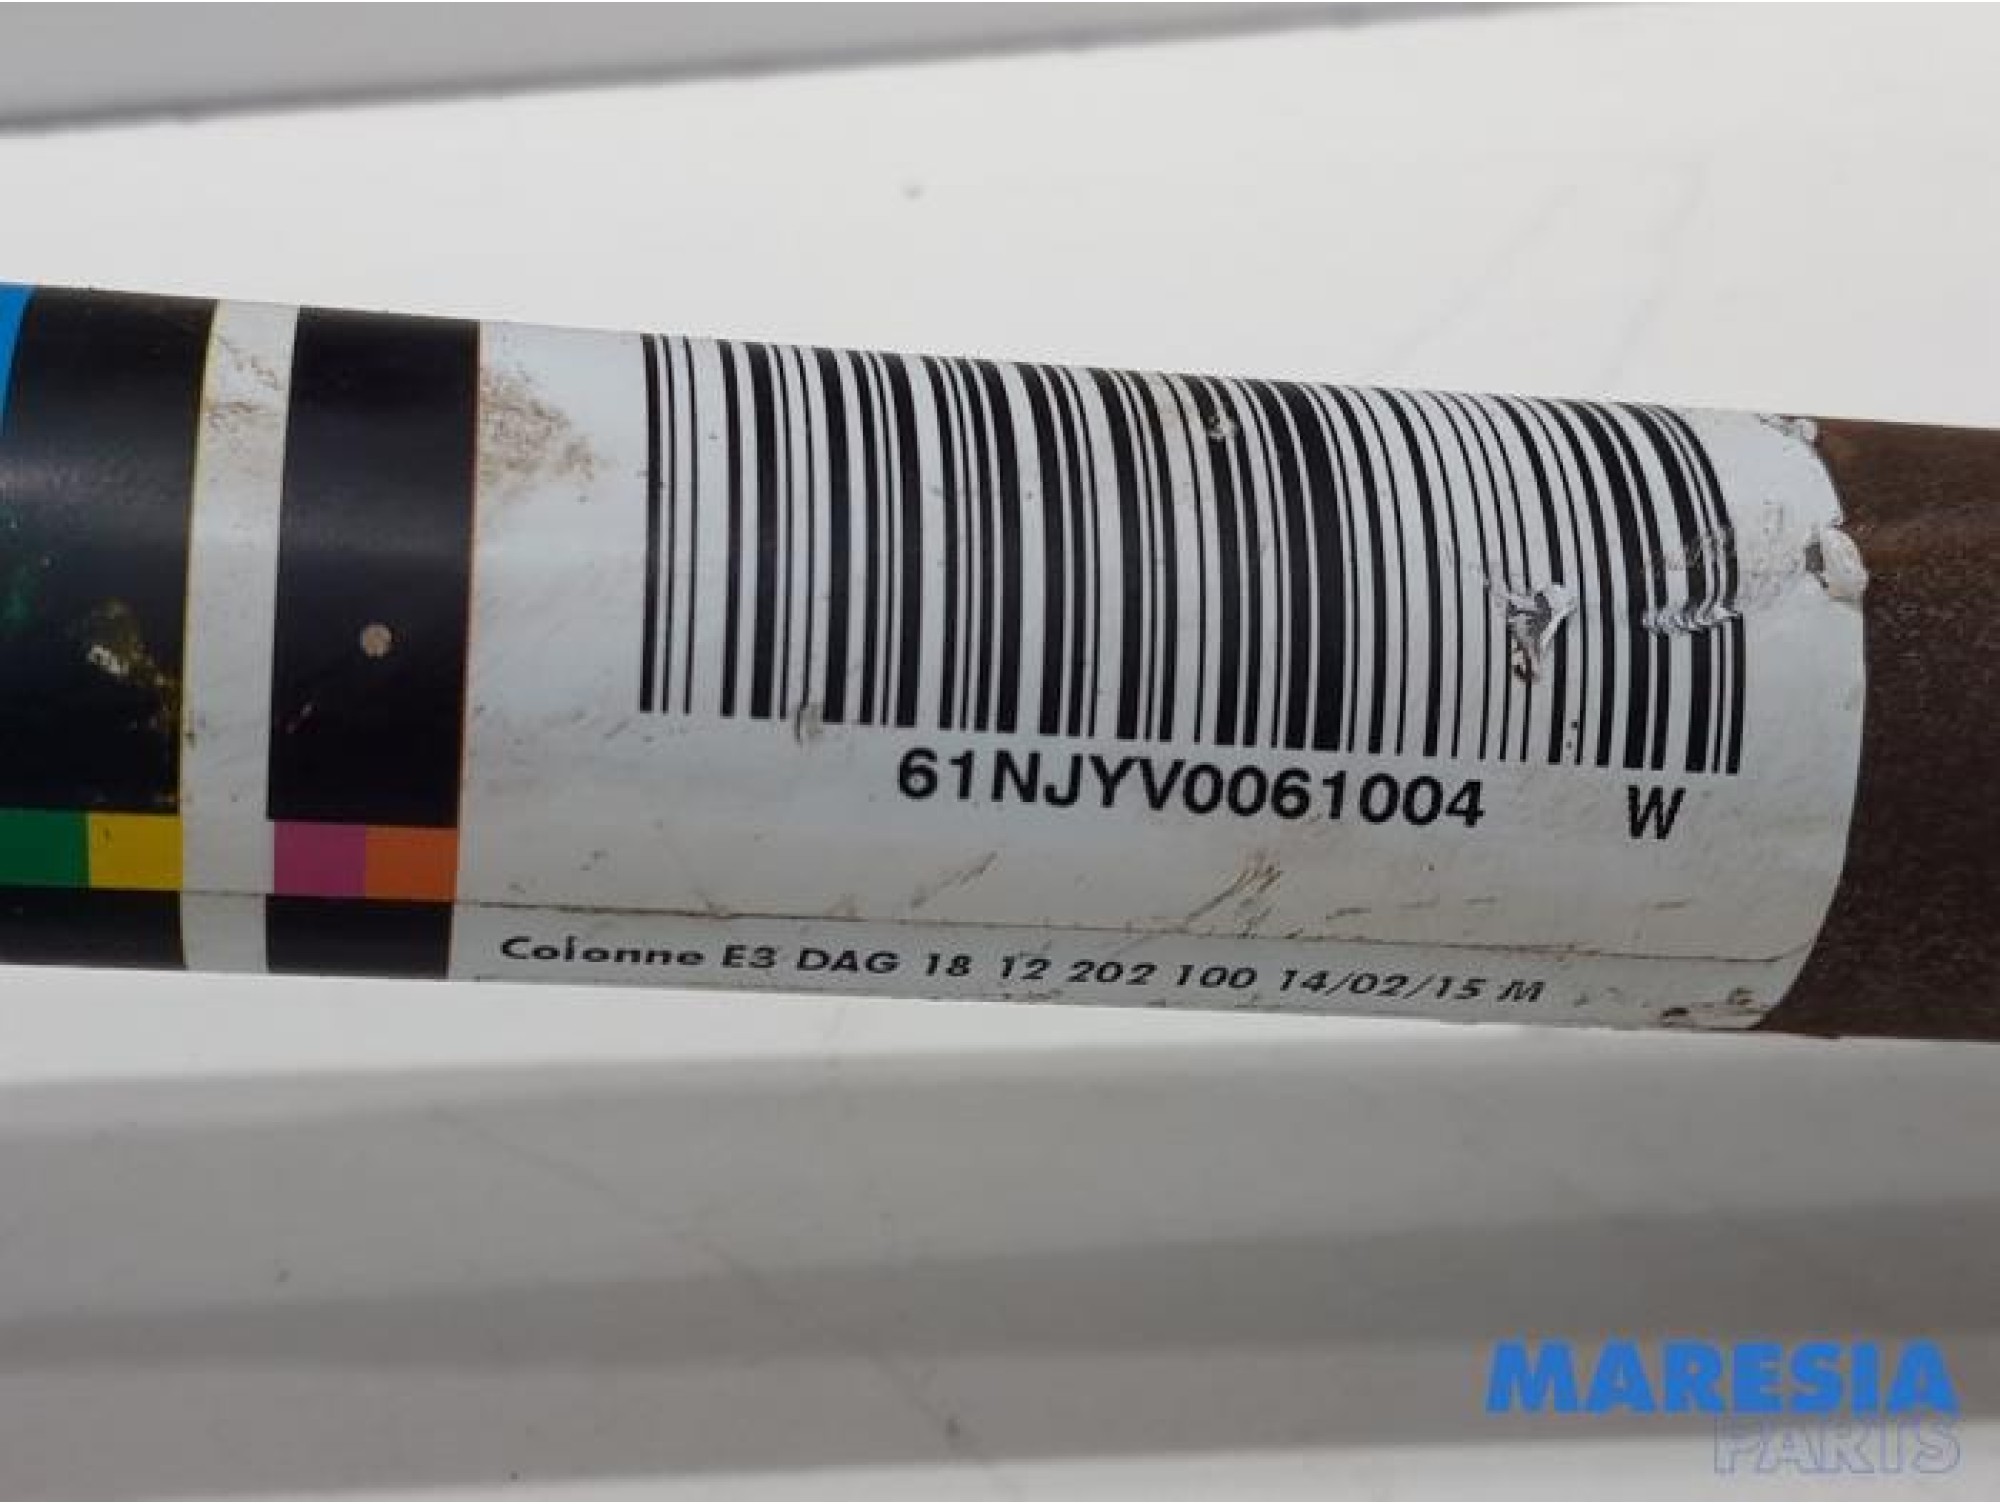 61NJYV0061004 W
Colonne E3 DAG 18 12 202 100 14/02/15 M
MARESIA
PARTS